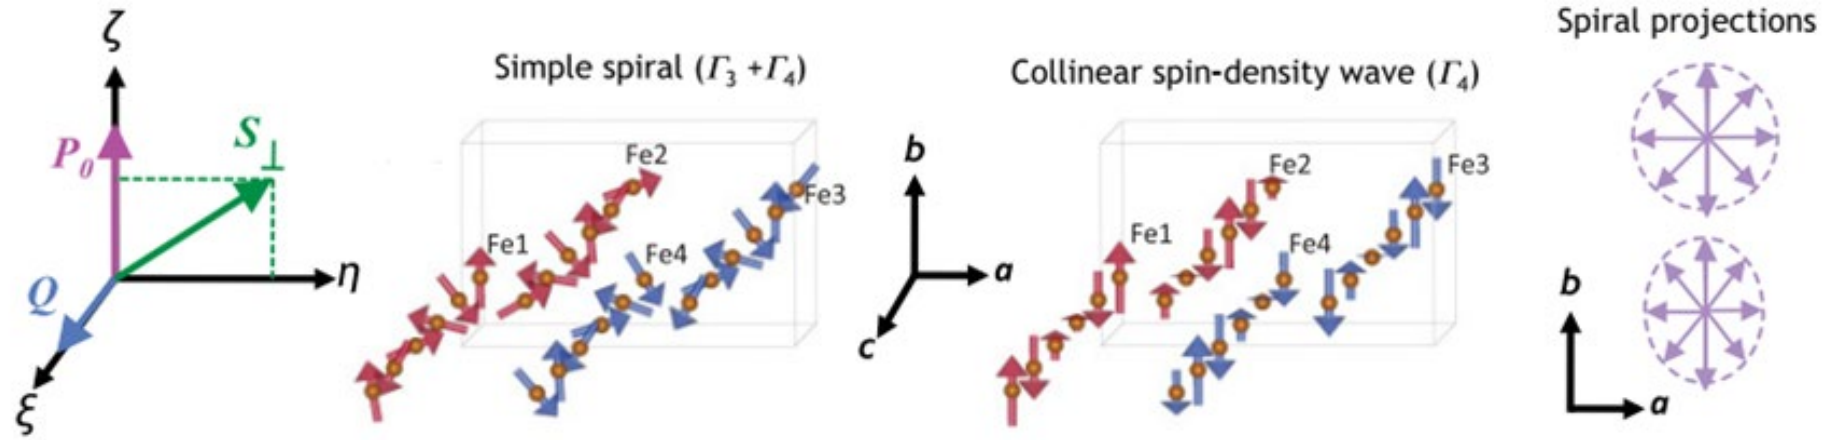 ζ
P₀
S⊥
Q
η
ξ
Simple spiral (Γ₃ +Γ₄)
Fe2
Fe3
Fe1
Fe4
b
a
c
Collinear spin-density wave (Γ₄)
Fe2
Fe3
Fe1
Fe4
Spiral projections
b
a